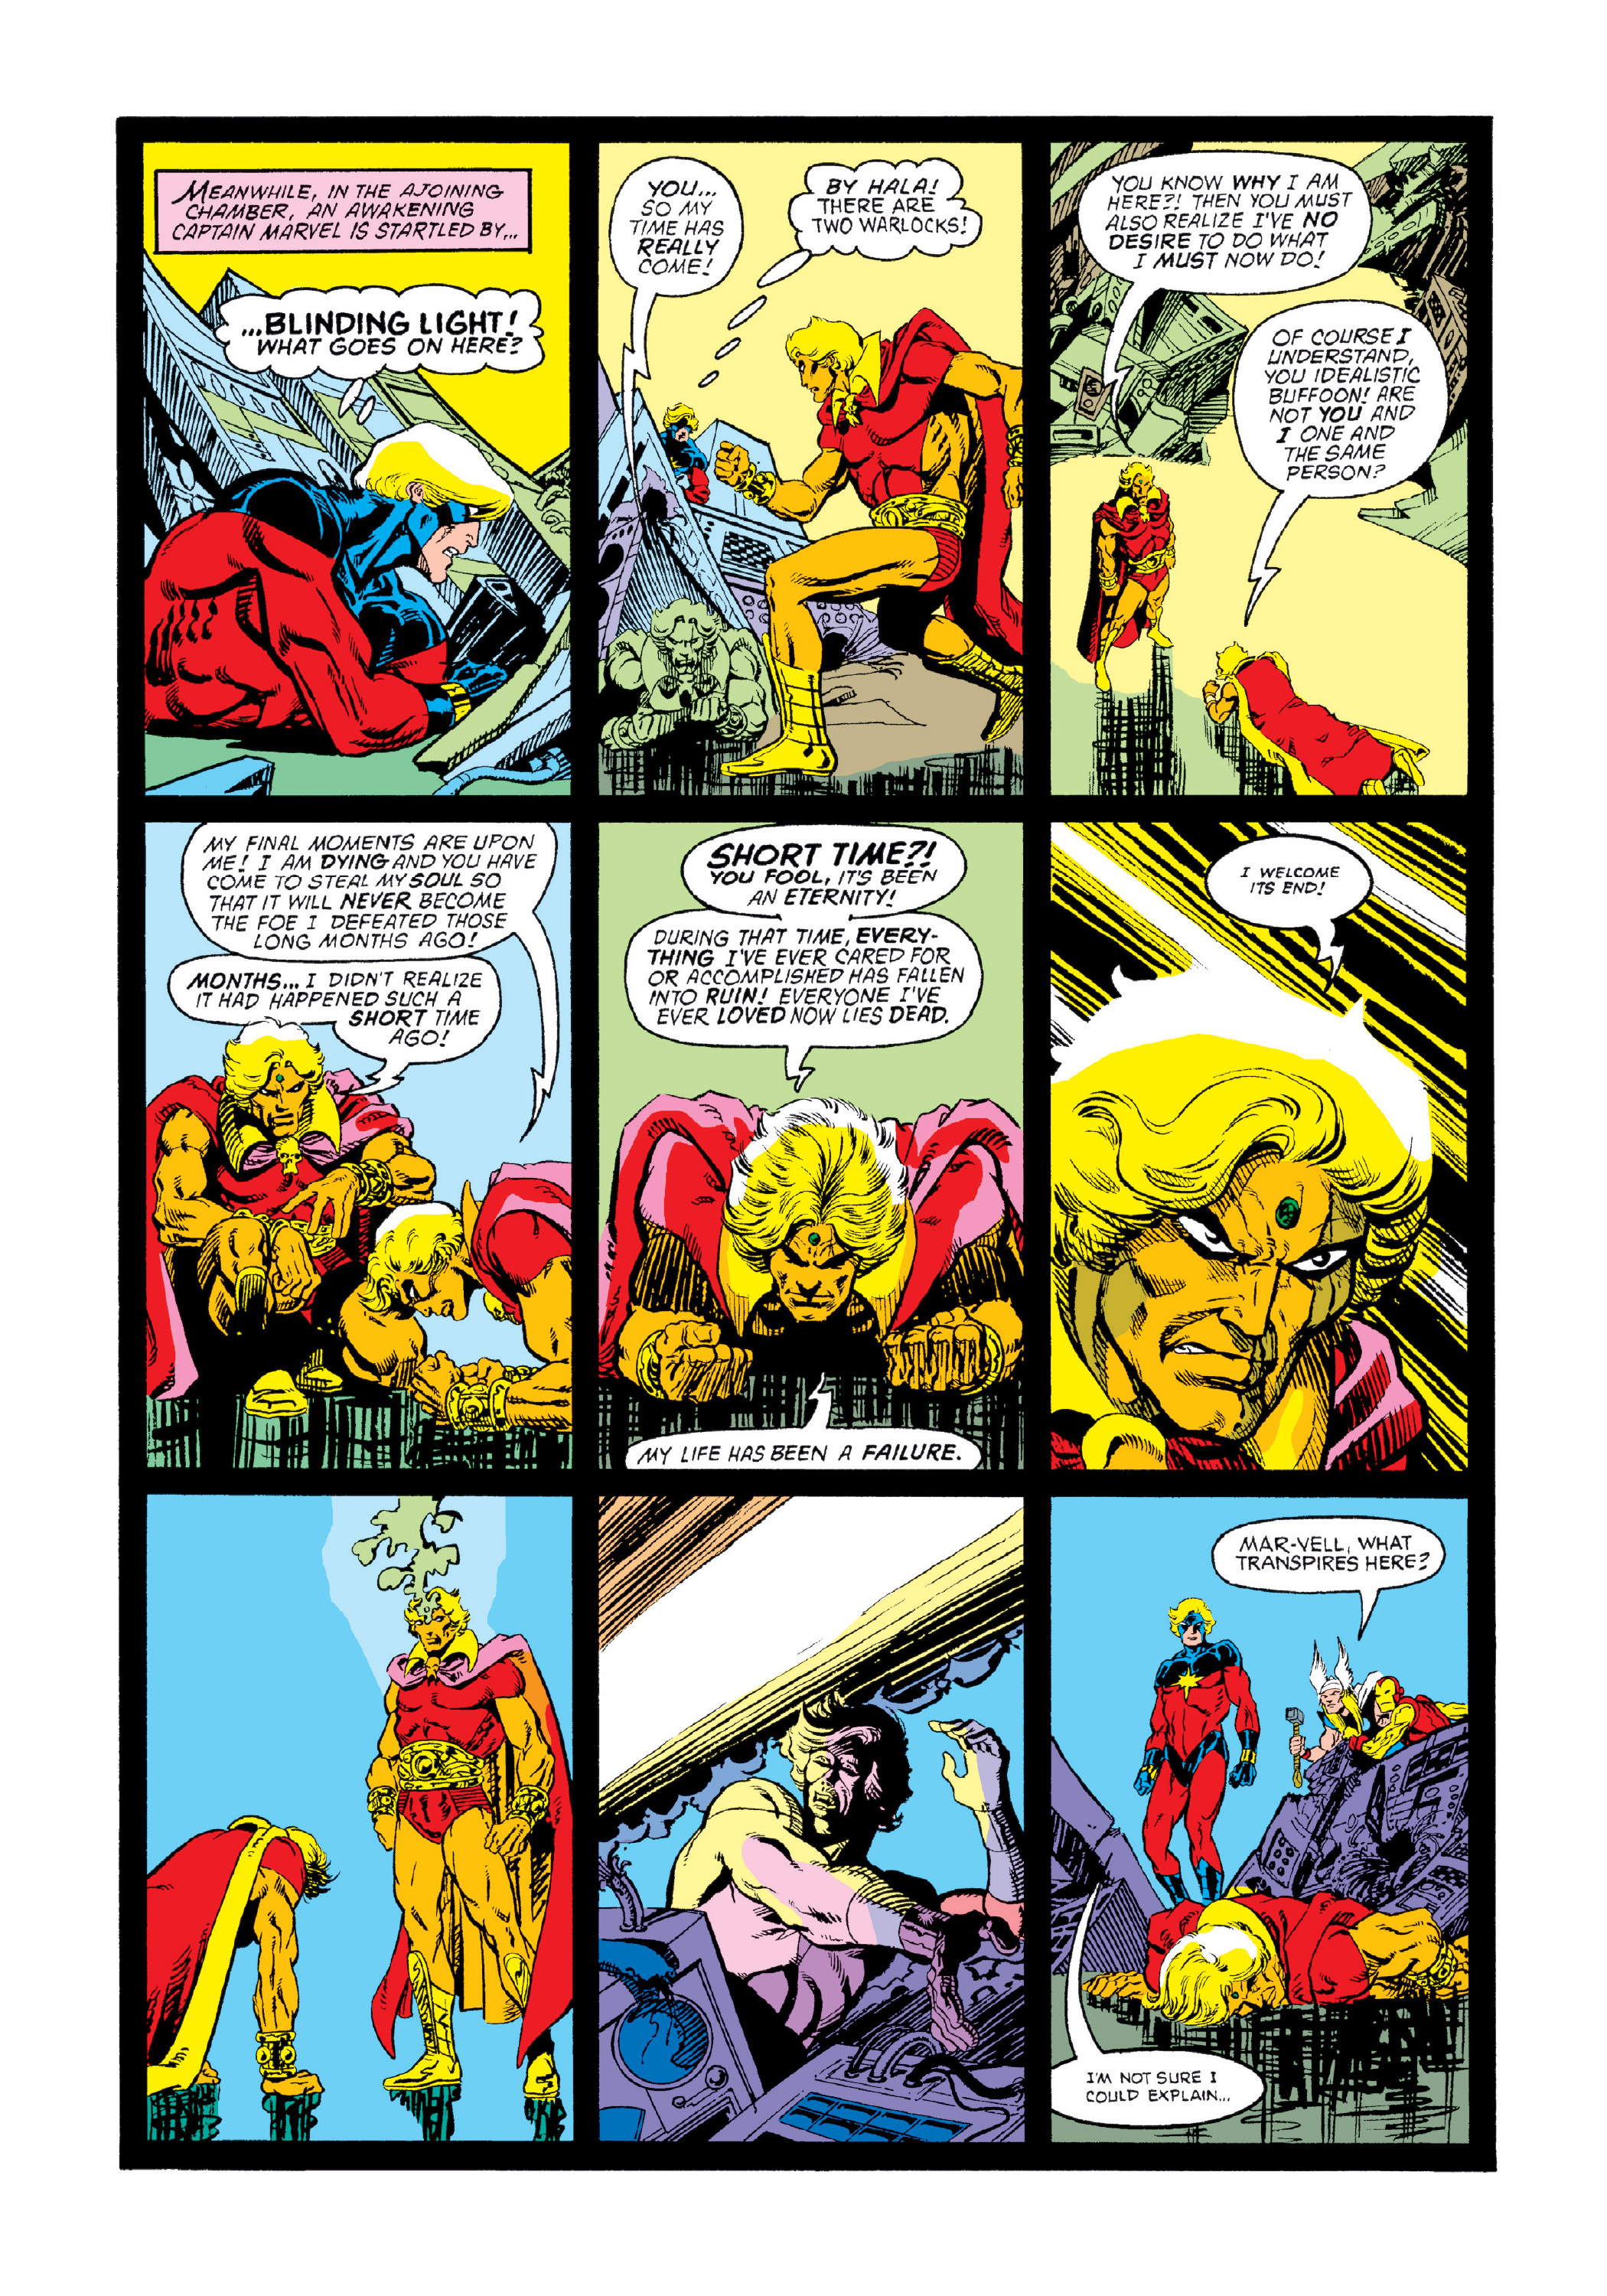 MEANWHILE, IN THE AJOINING
CHAMBER, AN AWAKENING
CAPTAIN MARVEL IS STARTLED BY...
...BLINDING LIGHT!
WHAT GOES ON HERE?
YOU...
SO MY
TIME HAS
REALLY
COME!
BY HALA!
THERE ARE
TWO WARLOCKS!
YOU KNOW WHY I AM
HERE?! THEN YOU MUST
ALSO REALIZE I'VE NO
DESIRE TO DO WHAT
I MUST NOW DO!
OF COURSE I
UNDERSTAND,
YOU IDEALISTIC
BUFFOON! ARE
NOT YOU AND
I ONE AND
THE SAME
PERSON?
MY FINAL MOMENTS ARE UPON
ME! I AM DYING AND YOU HAVE
COME TO STEAL MY SOUL SO
THAT IT WILL NEVER BECOME
THE FOE I DEFEATED THOSE
LONG MONTHS AGO!
MONTHS... I DIDN'T REALIZE
IT HAD HAPPENED SUCH A
SHORT TIME
AGO!
SHORT TIME?!
YOU FOOL, IT'S BEEN
AN ETERNITY!
DURING THAT TIME, EVERY-
THING I'VE EVER CARED FOR
OR ACCOMPLISHED HAS FALLEN
INTO RUIN! EVERYONE I'VE
EVER LOVED NOW LIES DEAD.
MY LIFE HAS BEEN A FAILURE.
I WELCOME
ITS END!
MAR-VELL, WHAT
TRANSPIRES HERE?
I'M NOT SURE I
COULD EXPLAIN...